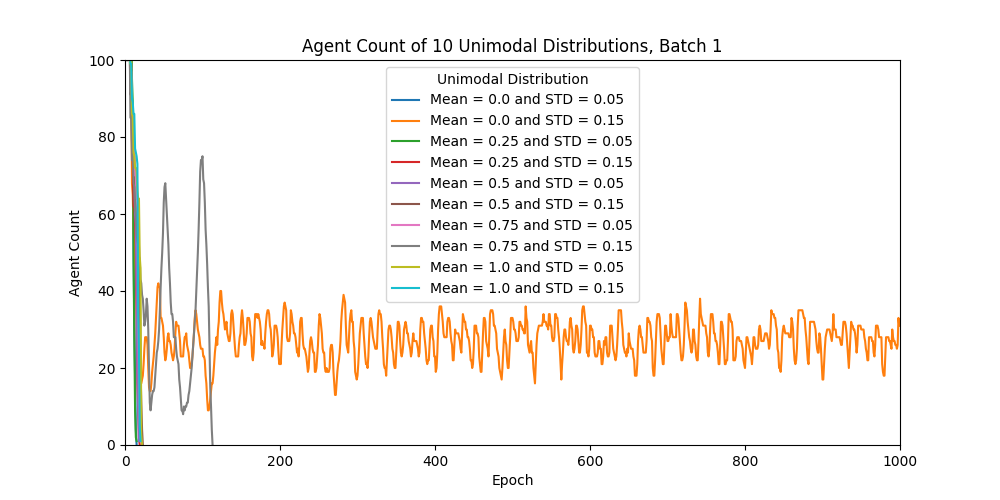 Agent Count of 10 Unimodal Distributions, Batch 1
100
80
60
40
20
0
Agent Count
Unimodal Distribution
Mean = 0.0 and STD = 0.05
Mean = 0.0 and STD = 0.15
Mean = 0.25 and STD = 0.05
Mean = 0.25 and STD = 0.15
Mean = 0.5 and STD = 0.05
Mean = 0.5 and STD = 0.15
Mean = 0.75 and STD = 0.05
Mean = 0.75 and STD = 0.15
Mean = 1.0 and STD = 0.05
Mean = 1.0 and STD = 0.15
0 200 400 600 800 1000
Epoch